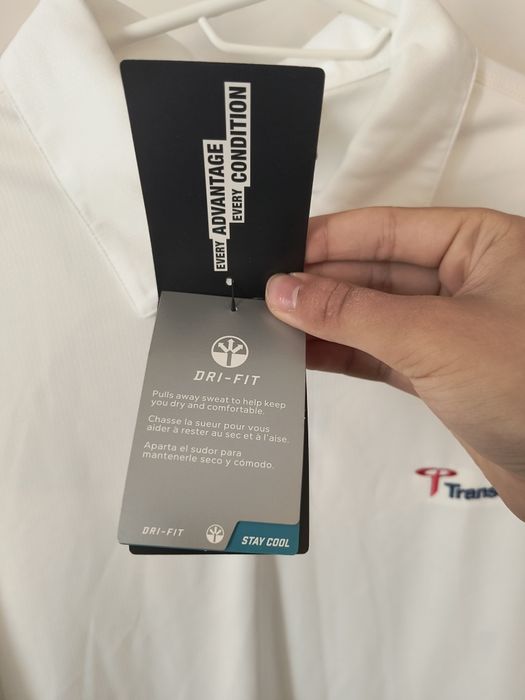 EVERY ADVANTAGE
EVERY CONDITION
DRI-FIT
Pulls away sweat to help keep
you dry and comfortable.
Chasse la sueur pour vous
aider à rester au sec et à l'aise.
Aparta el sudor para
mantenerle seco y cómodo.
DRI-FIT
STAY COOL
Trans